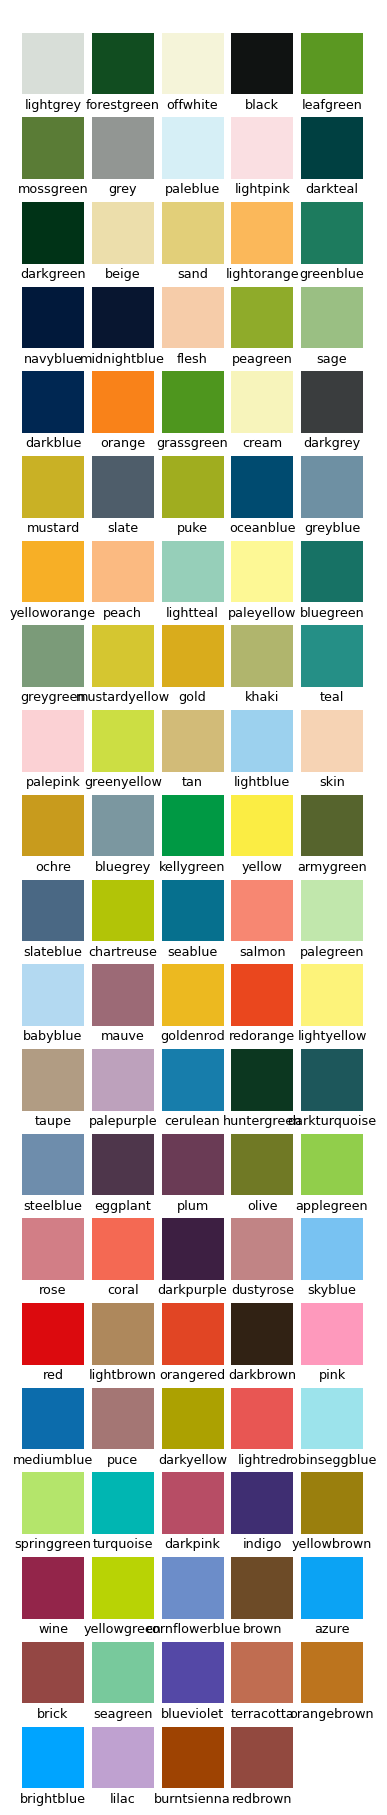 lightgrey forestgreen offwhite black leafgreen
mossgreen grey paleblue lightpink darkteal
darkgreen beige sand lightorange greenblue
navyblue midnightblue flesh peagreen sage
darkblue orange grassgreen cream darkgrey
mustard slate puke oceanblue greyblue
yelloworange peach lightteal paleyellow bluegreen
greygreen mustardyellow gold khaki teal
palepink greenyellow tan lightblue skin
ochre bluegrey kellygreen yellow armygreen
slateblue chartreuse seablue salmon palegreen
babyblue mauve goldenrod redorange lightyellow
taupe palepurple cerulean huntergreen darkturquoise
steelblue eggplant plum olive applegreen
rose coral darkpurple dustyrose skyblue
red lightbrown orangered darkbrown pink
mediumblue puce darkyellow lightred robinseggblue
springgreen turquoise darkpink indigo yellowbrown
wine yellowgreen cornflowerblue brown azure
brick seagreen blueviolet terracotta orangebrown
brightblue lilac burntsienna redbrown